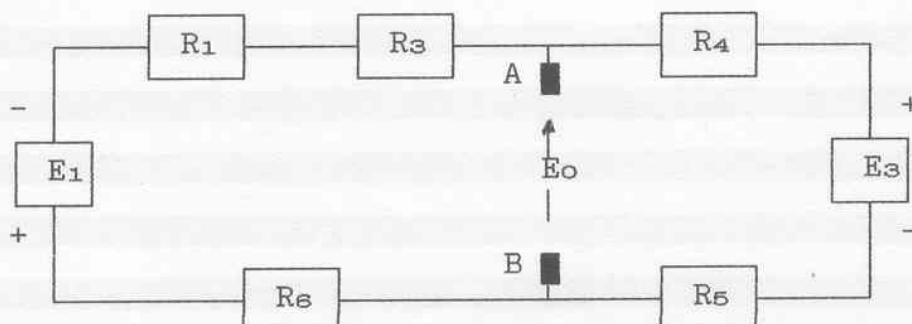 R1 R3 R4
A
- +
E1 E0 E3
+ -
B
R6 R5